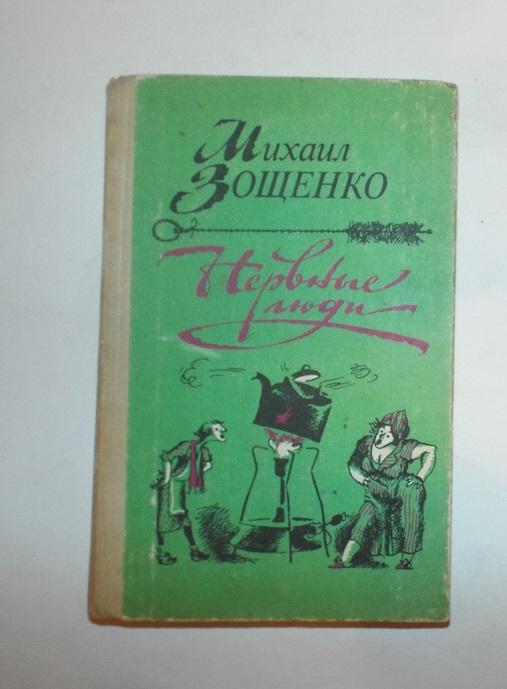 Михаил
Зощенко
Нервные
люди